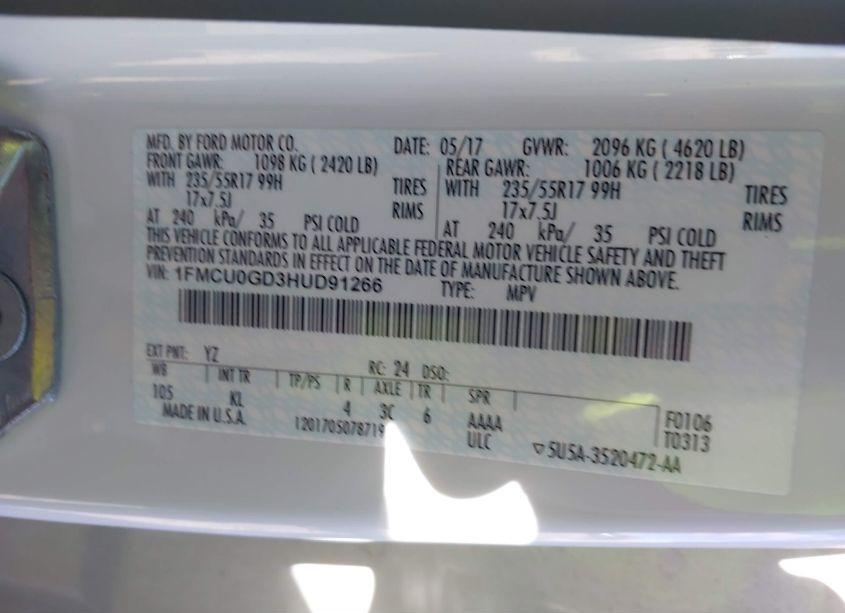 MFD. BY FORD MOTOR CO. DATE: 05/17 GVWR: 2096 KG ( 4620 LB)
FRONT GAWR: 1098 KG ( 2420 LB) REAR GAWR: 1006 KG ( 2218 LB)
WITH 235/55R17 99H TIRES WITH 235/55R17 99H TIRES
17x7.5J RIMS 17x7.5J RIMS
AT 240 kPa/ 35 PSI COLD AT 240 kPa/ 35 PSI COLD
THIS VEHICLE CONFORMS TO ALL APPLICABLE FEDERAL MOTOR VEHICLE SAFETY AND THEFT
PREVENTION STANDARDS IN EFFECT ON THE DATE OF MANUFACTURE SHOWN ABOVE.
VIN: 1FMCU0GD3HUD91266 TYPE: MPV
EXT PNT: YZ RC: 24 DSO:
WB INT TR TP/PS R AXLE TR SPR
105 KL 4 3C 6 AAAA F0106
MADE IN U.S.A. ULC T0313
▽5U5A-3520472-AA